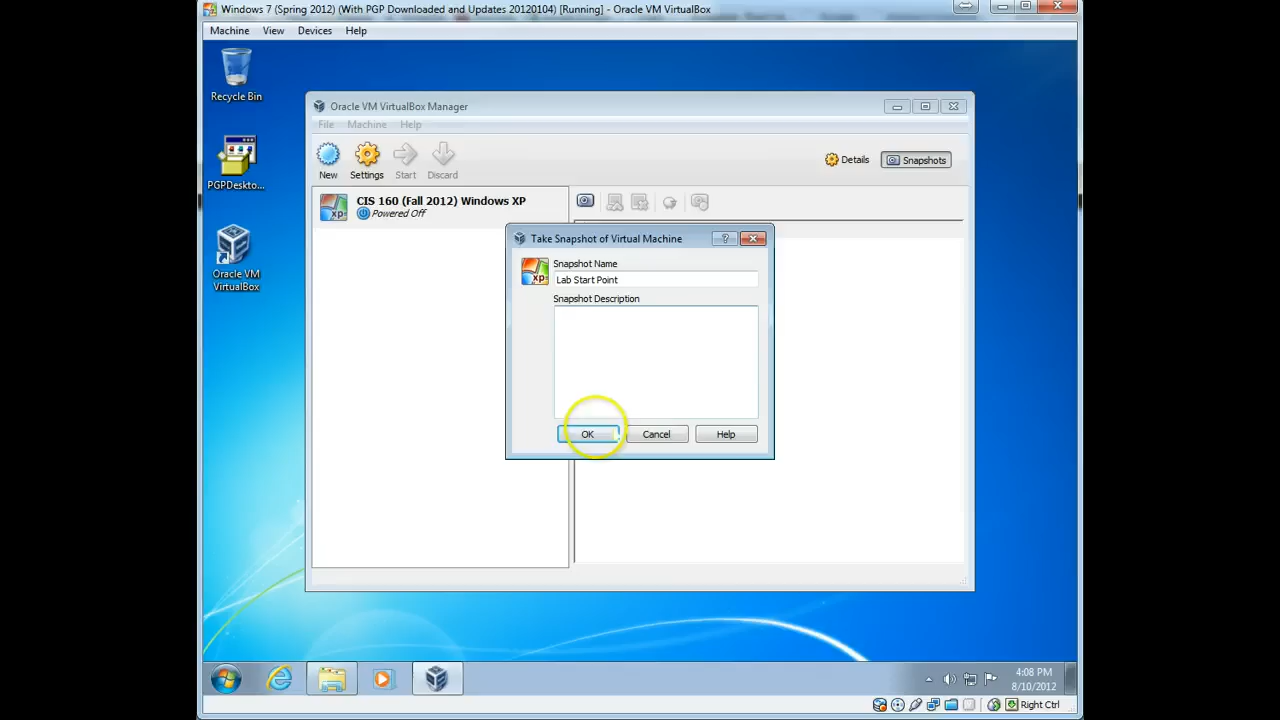 Windows 7 (Spring 2012) (With PGP Downloaded and Updates 20120104) [Running] - Oracle VM VirtualBox
Machine View Devices Help
Recycle Bin
Oracle VM VirtualBox Manager
File Machine Help
New Settings Start Discard
Details Snapshots
PGPDeskto...
CIS 160 (Fall 2012) Windows XP
Powered Off
xp
Take Snapshot of Virtual Machine
Snapshot Name
Lab Start Point
xp
Snapshot Description
Oracle VM
VirtualBox
OK Cancel Help
4:08 PM
8/10/2012
Right Ctrl